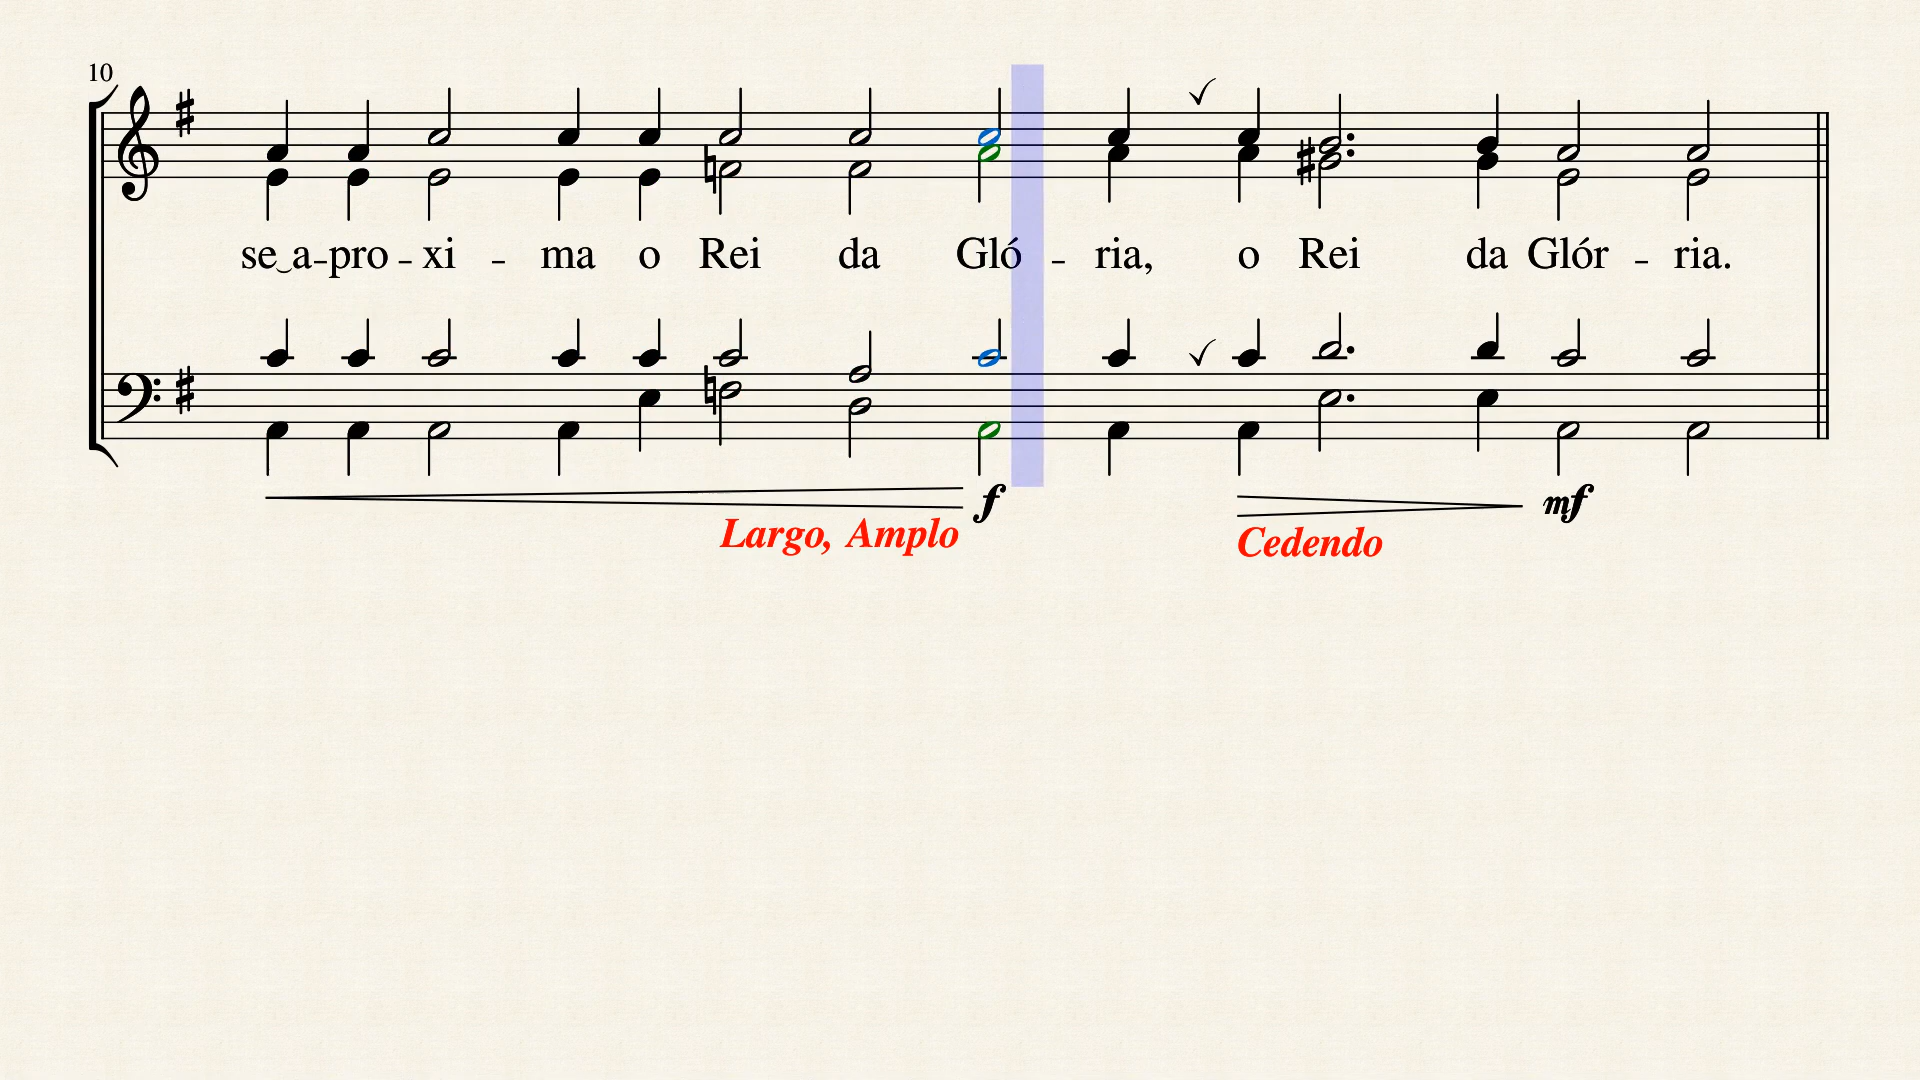 10
se‿a-pro-xi-ma o Rei da Gló-ria, o Rei da Glór-ria.
f mf
Largo, Amplo Cedendo